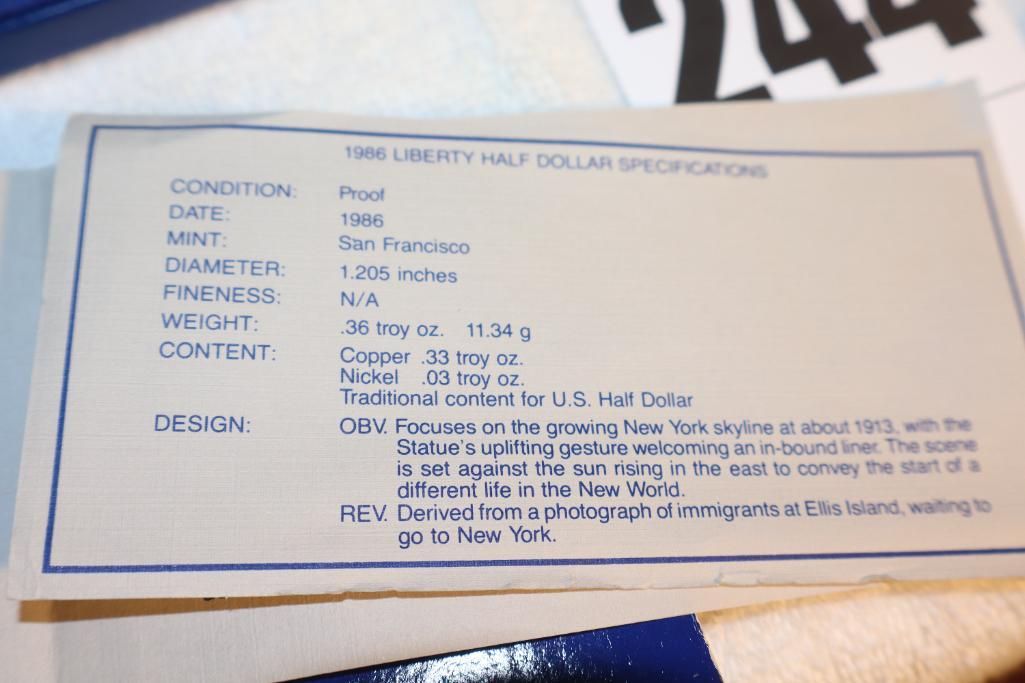 244
1986 LIBERTY HALF DOLLAR SPECIFICATIONS
CONDITION: Proof
DATE: 1986
MINT: San Francisco
DIAMETER: 1.205 inches
FINENESS: N/A
WEIGHT: .36 troy oz. 11.34 g
CONTENT: Copper .33 troy oz.
Nickel .03 troy oz.
Traditional content for U.S. Half Dollar
DESIGN: OBV. Focuses on the growing New York skyline at about 1913, with the
Statue's uplifting gesture welcoming an in-bound liner. The scene
is set against the sun rising in the east to convey the start of a
different life in the New World.
REV. Derived from a photograph of immigrants at Ellis Island, waiting to
go to New York.